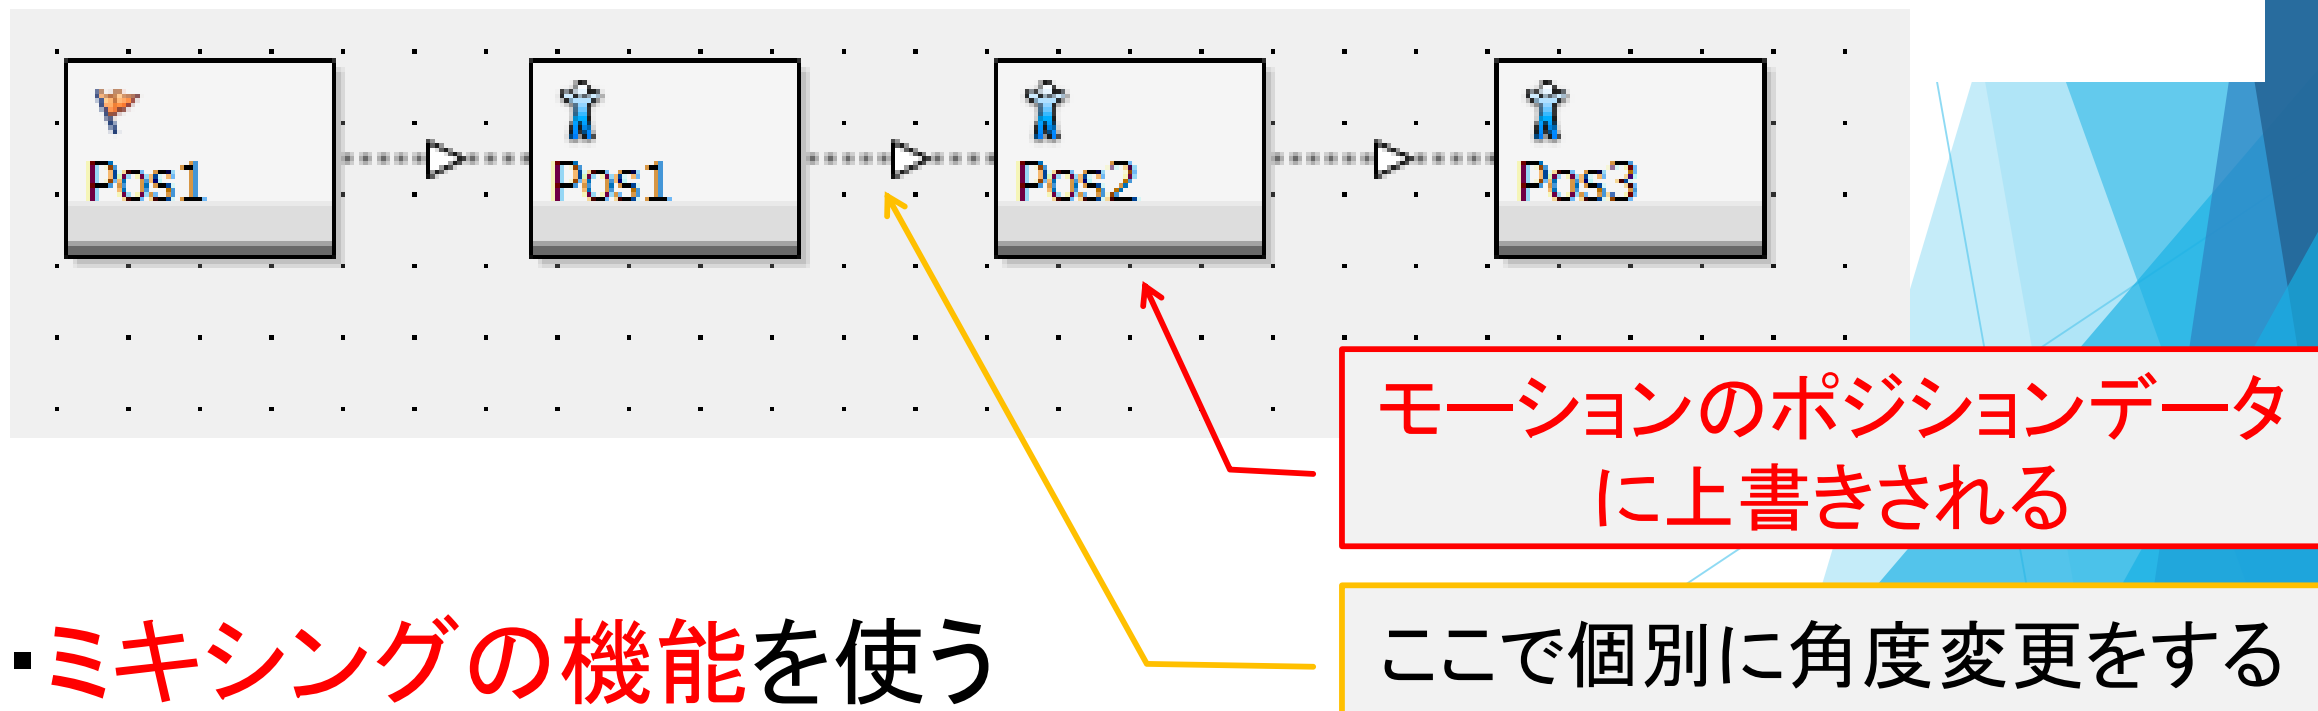 Pos1
Pos1
Pos2
Pos3
モーションのポジションデータ
に上書きされる
・ミキシングの機能を使う
ここで個別に角度変更をする